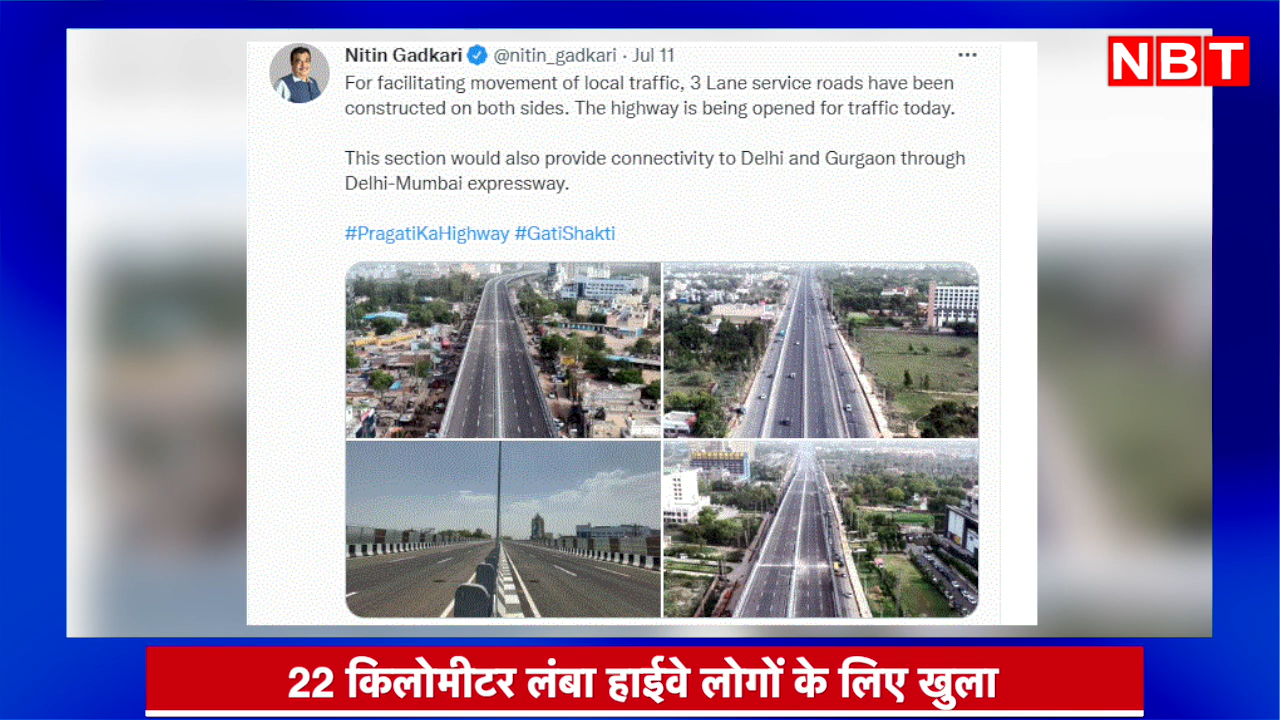 Nitin Gadkari @nitin_gadkari · Jul 11
NBT
For facilitating movement of local traffic, 3 Lane service roads have been
constructed on both sides. The highway is being opened for traffic today.
This section would also provide connectivity to Delhi and Gurgaon through
Delhi-Mumbai expressway.
#PragatiKaHighway #GatiShakti
22 किलोमीटर लंबा हाईवे लोगों के लिए खुला